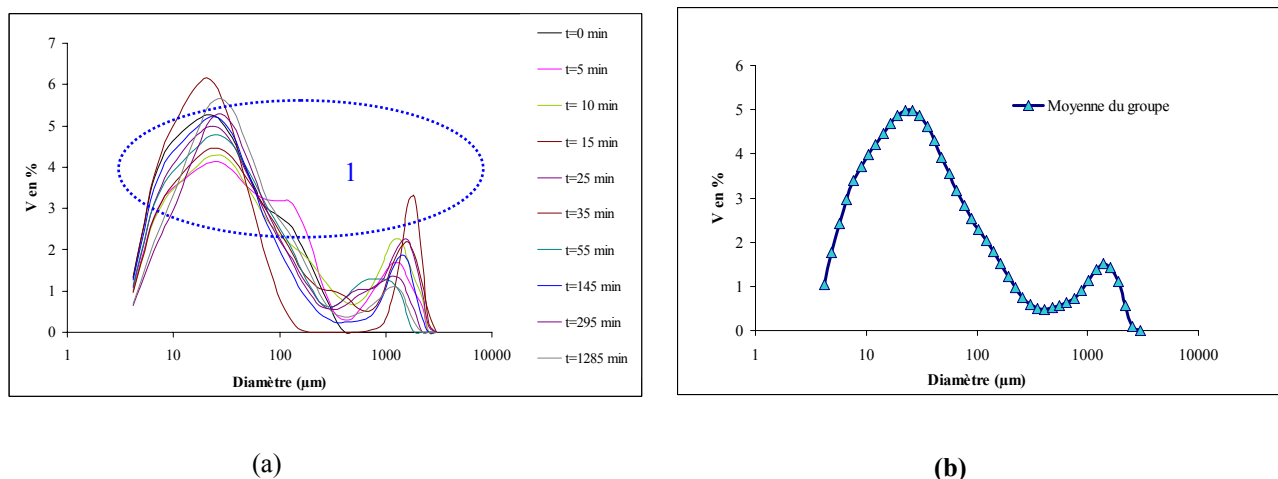 7
6
5
4
3
2
1
0
V en %
1
10
100
1000
10000
Diamètre (µm)
1
t=0 min
t=5 min
t= 10 min
t= 15 min
t=25 min
t=35 min
t=55 min
t=145 min
t=295 min
t=1285 min
(a)
6
5
4
3
2
1
0
V en %
1
10
100
1000
10000
Diamètre (µm)
Moyenne du groupe
(b)